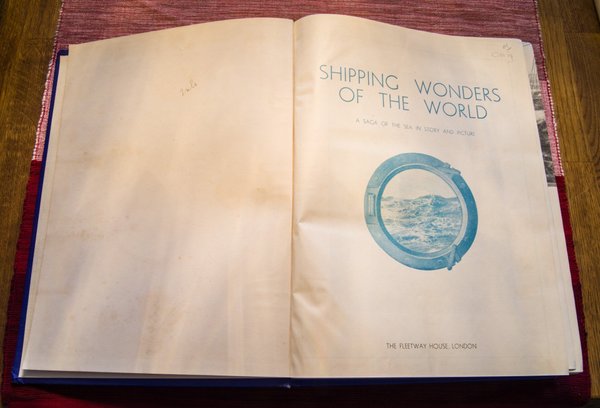 SHIPPING WONDERS
OF THE WORLD
A SAGA OF THE SEA IN STORY AND PICTURE
THE FLEETWAY HOUSE, LONDON